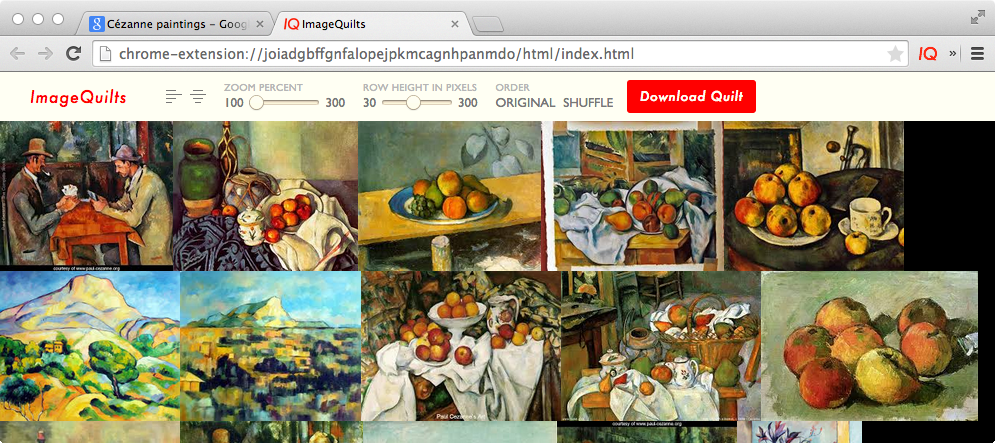 Cézanne paintings – Goog
IQ ImageQuilts
chrome-extension://joiadgbffgnfalopejpkmcagnhpanmdo/html/index.html
IQ »
ImageQuilts
ZOOM PERCENT
100 300
ROW HEIGHT IN PIXELS
30 300
ORDER
ORIGINAL SHUFFLE
Download Quilt
courtesy of www.paul-cezanne.org
Paul Cezanne's Art
courtesy of www.paul-cezanne.org